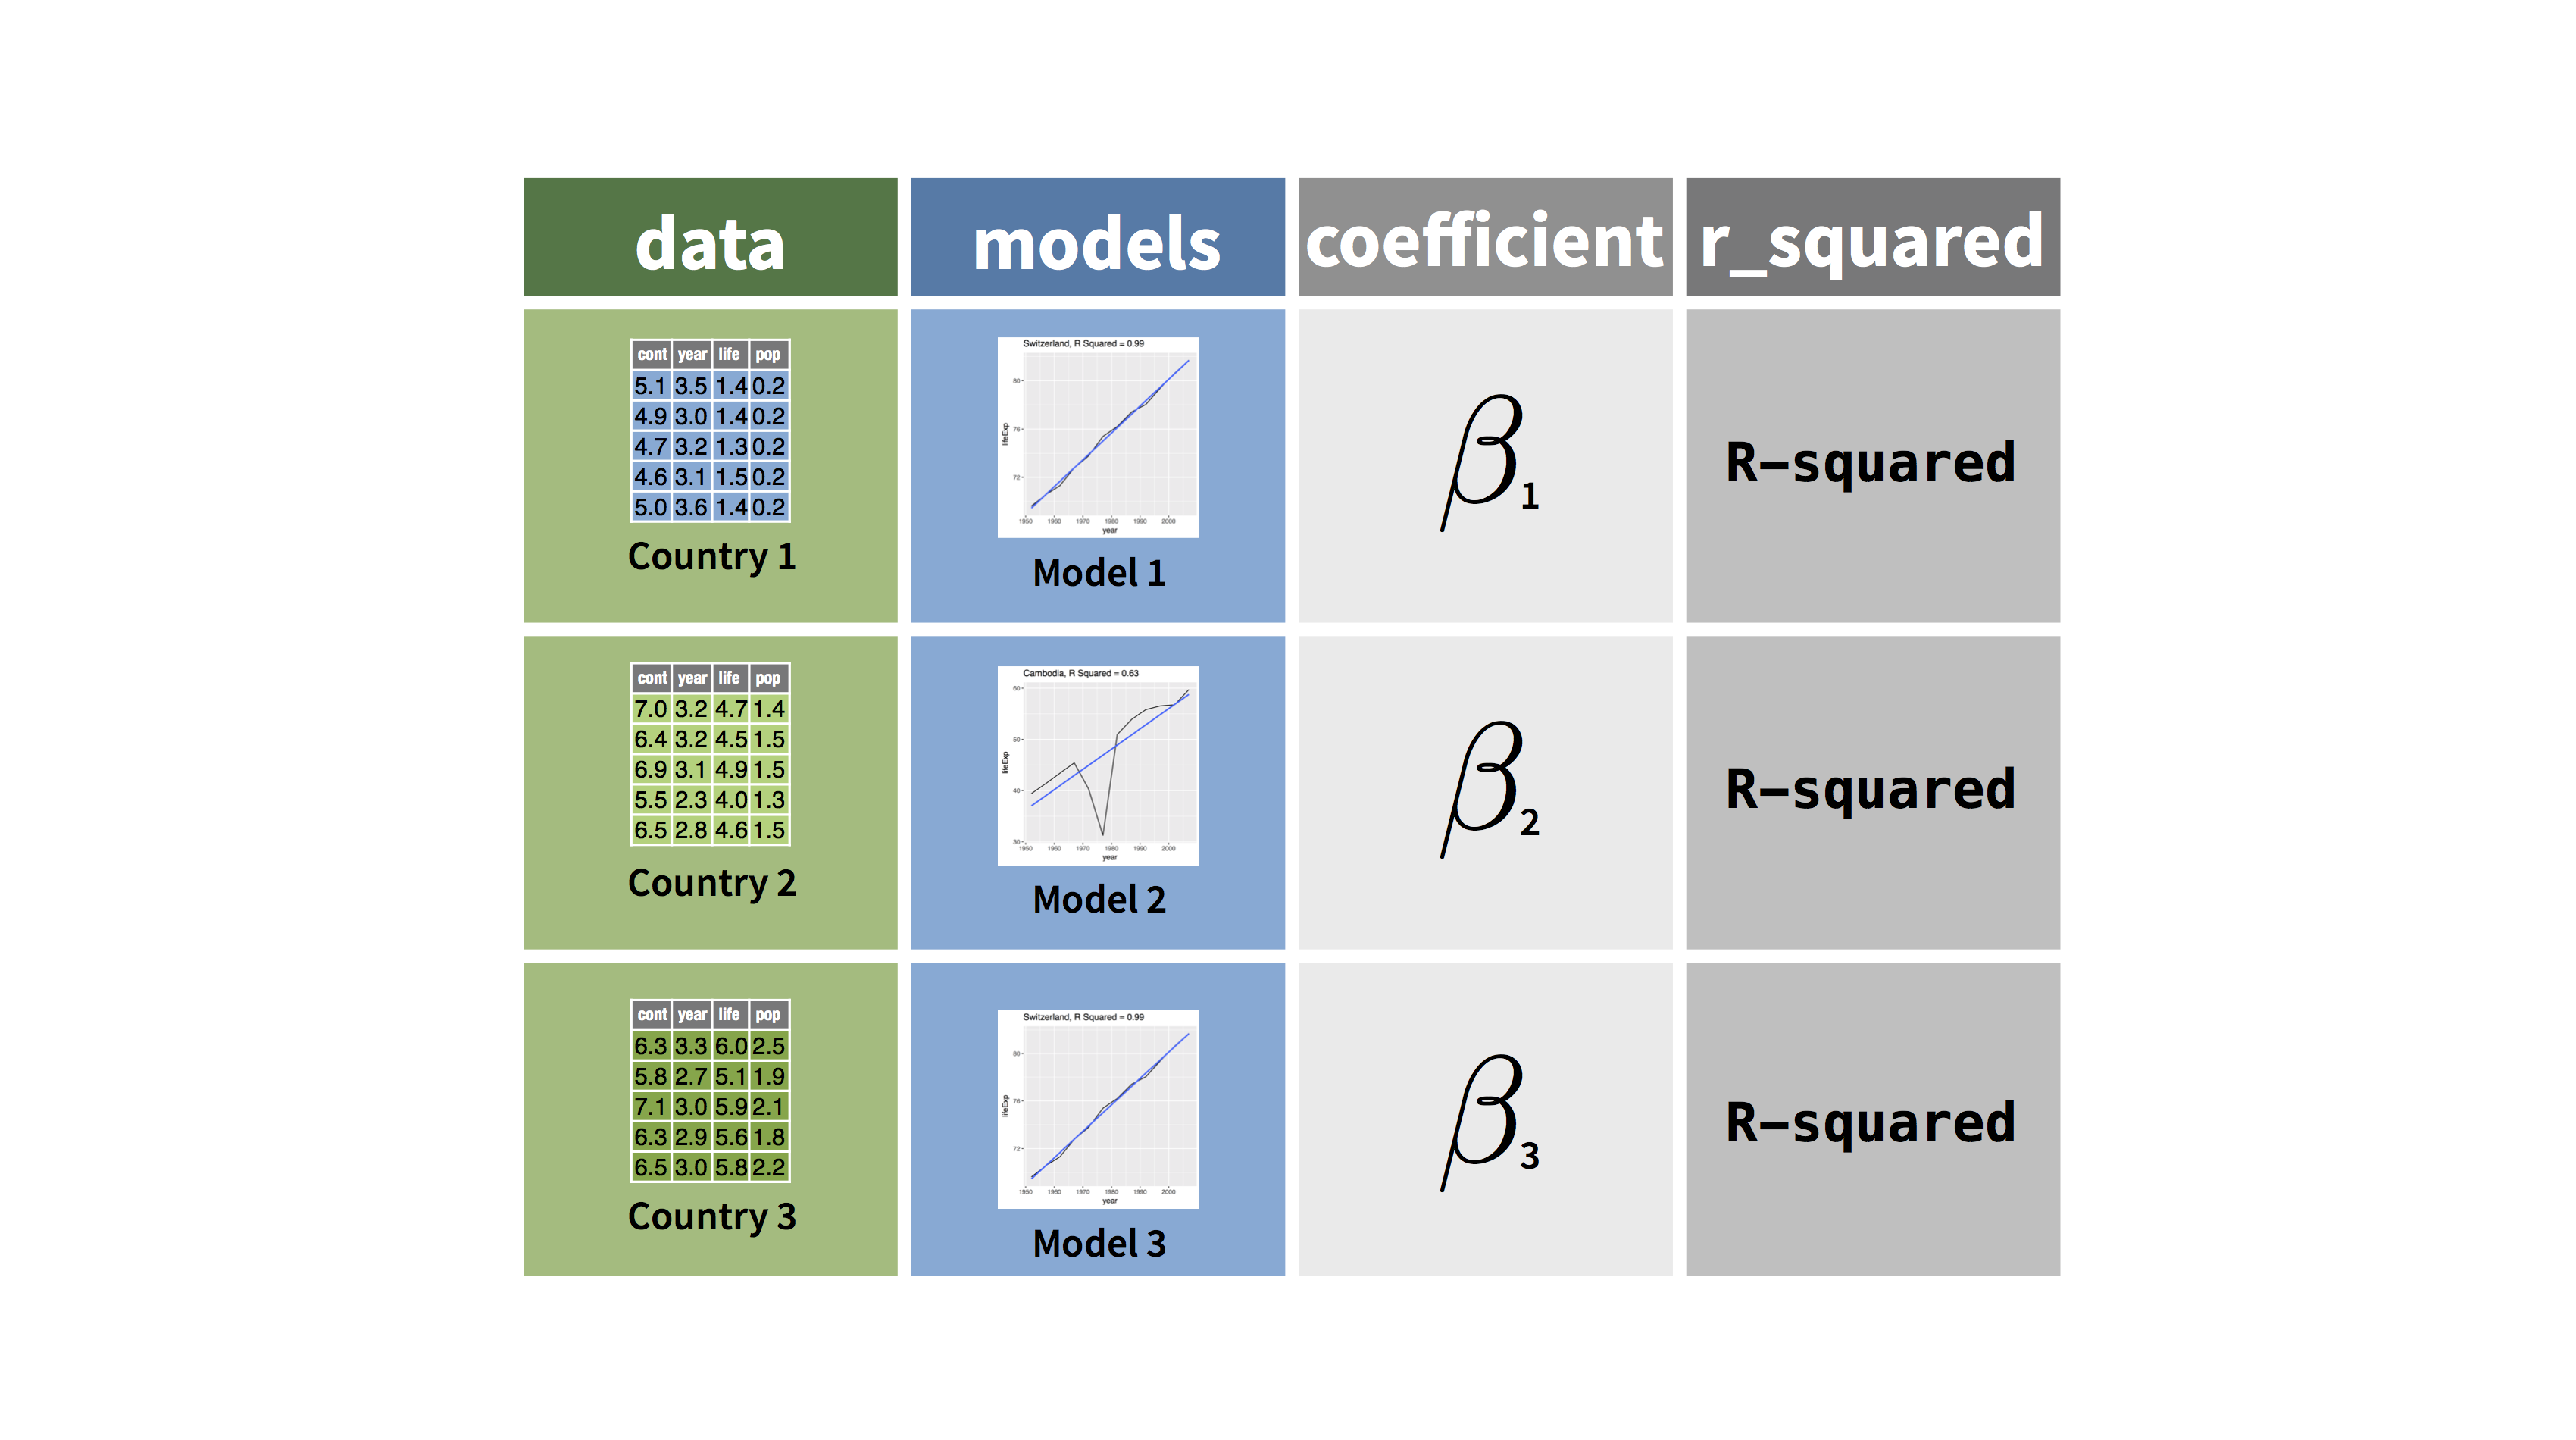 data models coefficient r_squared
cont year life pop
5.1 3.5 1.4 0.2
4.9 3.0 1.4 0.2
4.7 3.2 1.3 0.2
4.6 3.1 1.5 0.2
5.0 3.6 1.4 0.2
Country 1
Switzerland, R Squared = 0.99
80
76
72
lifeExp
1950 1960 1970 1980 1990 2000
year
Model 1
β1
R-squared
cont year life pop
7.0 3.2 4.7 1.4
6.4 3.2 4.5 1.5
6.9 3.1 4.9 1.5
5.5 2.3 4.0 1.3
6.5 2.8 4.6 1.5
Country 2
Cambodia, R Squared = 0.63
60
50
40
30
lifeExp
1950 1960 1970 1980 1990 2000
year
Model 2
β2
R-squared
cont year life pop
6.3 3.3 6.0 2.5
5.8 2.7 5.1 1.9
7.1 3.0 5.9 2.1
6.3 2.9 5.6 1.8
6.5 3.0 5.8 2.2
Country 3
Switzerland, R Squared = 0.99
80
76
72
lifeExp
1950 1960 1970 1980 1990 2000
year
Model 3
β3
R-squared